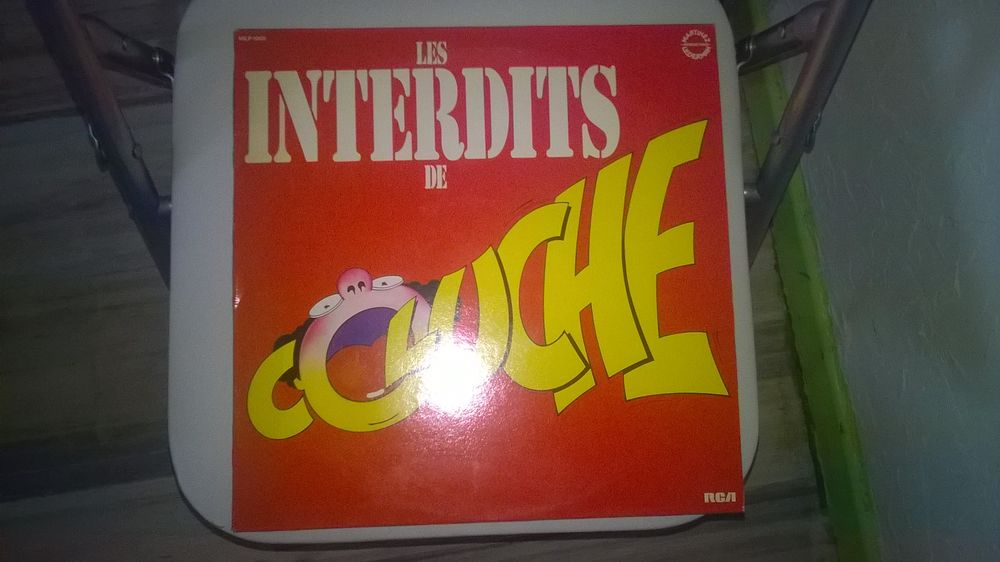 LES
INTERDITS
DE
COLUCHE
RCA